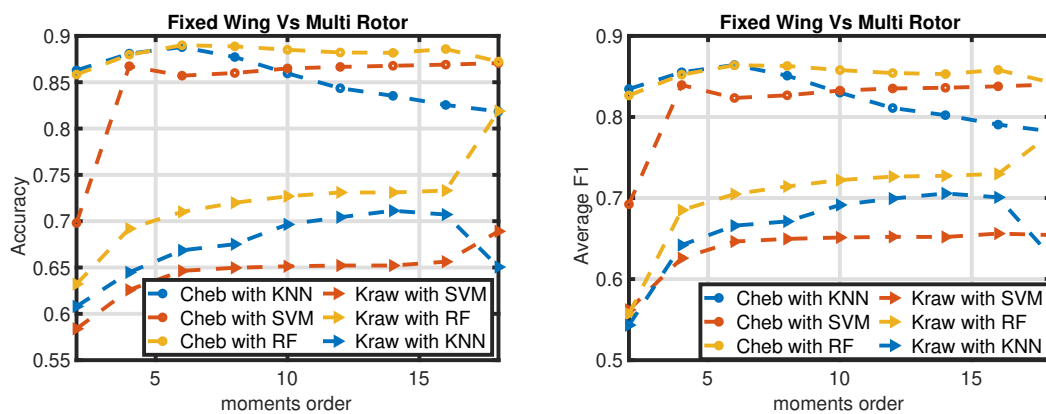 Fixed Wing Vs Multi Rotor
Accuracy
0.9
0.85
0.8
0.75
0.7
0.65
0.6
0.55
Cheb with KNN
Cheb with SVM
Cheb with RF
Kraw with SVM
Kraw with RF
Kraw with KNN
5
10
15
moments order
Fixed Wing Vs Multi Rotor
Average F1
0.9
0.8
0.7
0.6
0.5
Cheb with KNN
Cheb with SVM
Cheb with RF
Kraw with SVM
Kraw with RF
Kraw with KNN
5
10
15
moments order